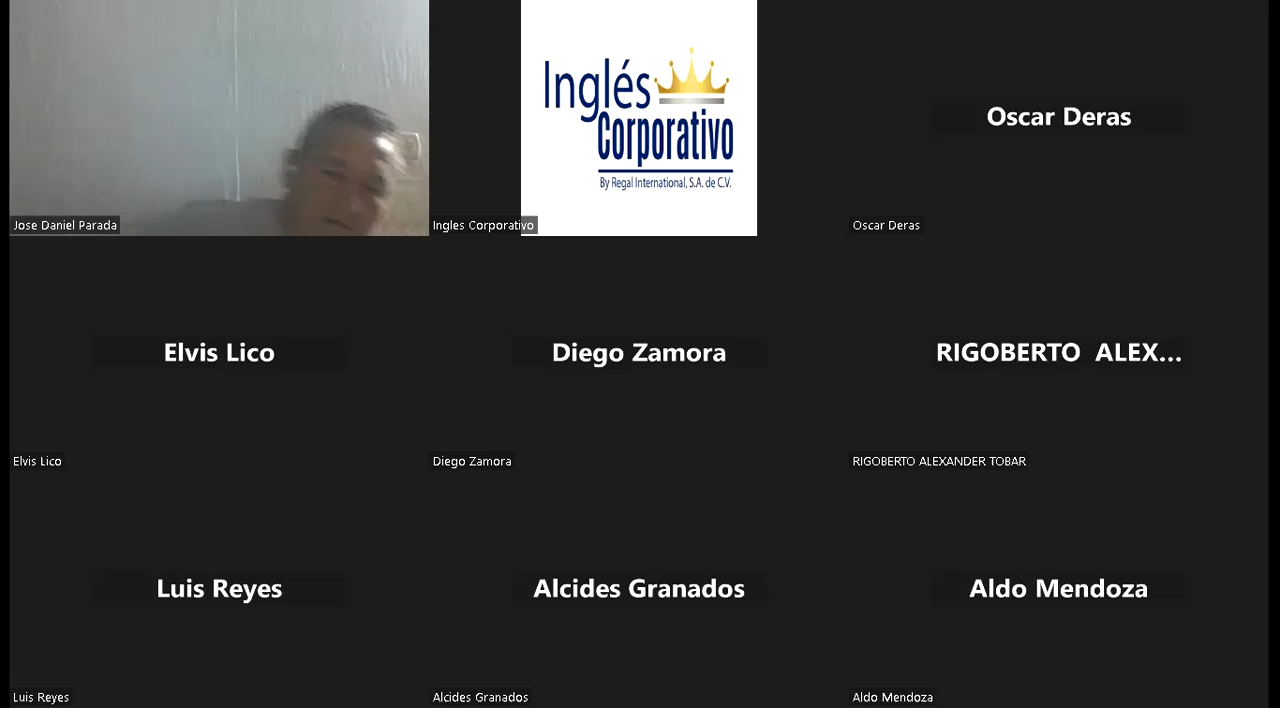 Jose Daniel Parada
Inglés
Corporativo
By Regal International, S.A. de C.V.
Ingles Corporativo
Oscar Deras
Oscar Deras
Elvis Lico
Elvis Lico
Diego Zamora
Diego Zamora
RIGOBERTO ALEX...
RIGOBERTO ALEXANDER TOBAR
Luis Reyes
Luis Reyes
Alcides Granados
Alcides Granados
Aldo Mendoza
Aldo Mendoza